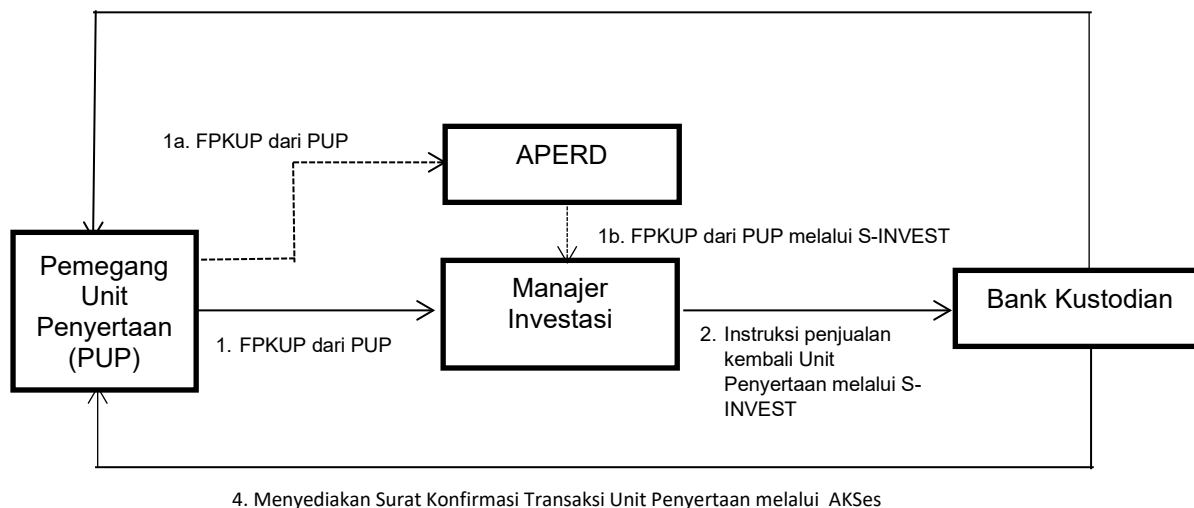 1a. FPKUP dari PUP
APERD
1b. FPKUP dari PUP melalui S-INVEST
Pemegang
Unit
Penyertaan
(PUP)
Manajer
Investasi
Bank Kustodian
1. FPKUP dari PUP
2. Instruksi penjualan
kembali Unit
Penyertaan melalui S-
INVEST
4. Menyediakan Surat Konfirmasi Transaksi Unit Penyertaan melalui AKSes